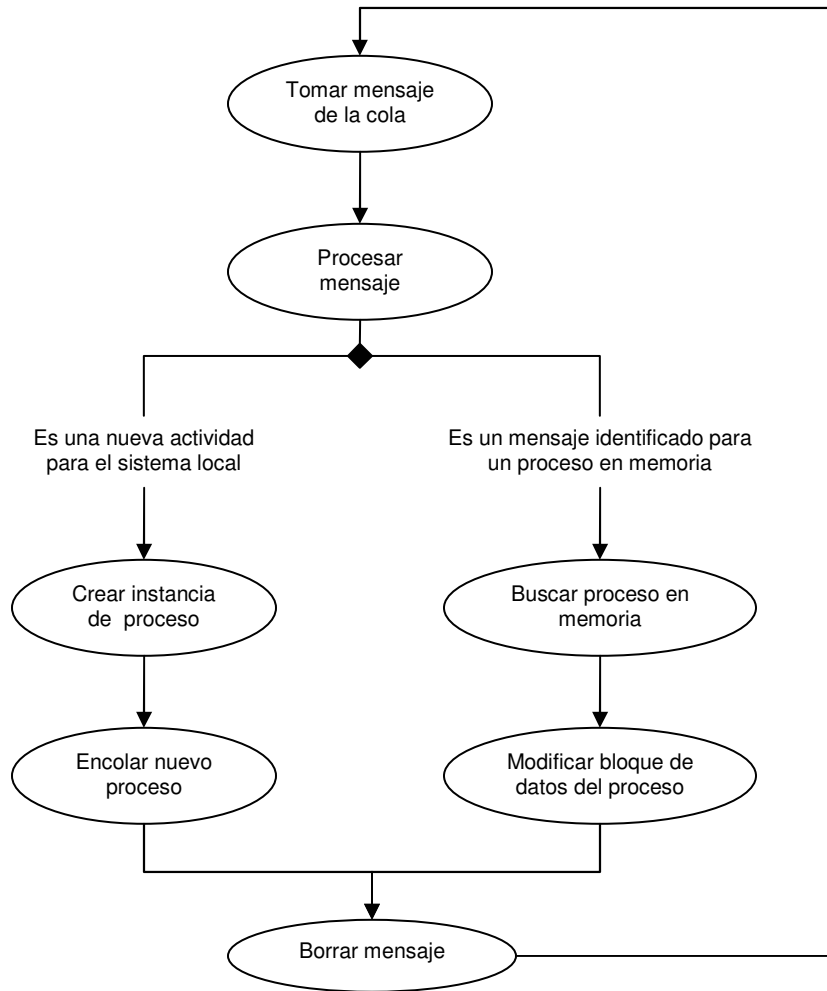 Tomar mensaje
de la cola
Procesar
mensaje
Es una nueva actividad
para el sistema local
Es un mensaje identificado para
un proceso en memoria
Crear instancia
de proceso
Buscar proceso en
memoria
Encolar nuevo
proceso
Modificar bloque de
datos del proceso
Borrar mensaje